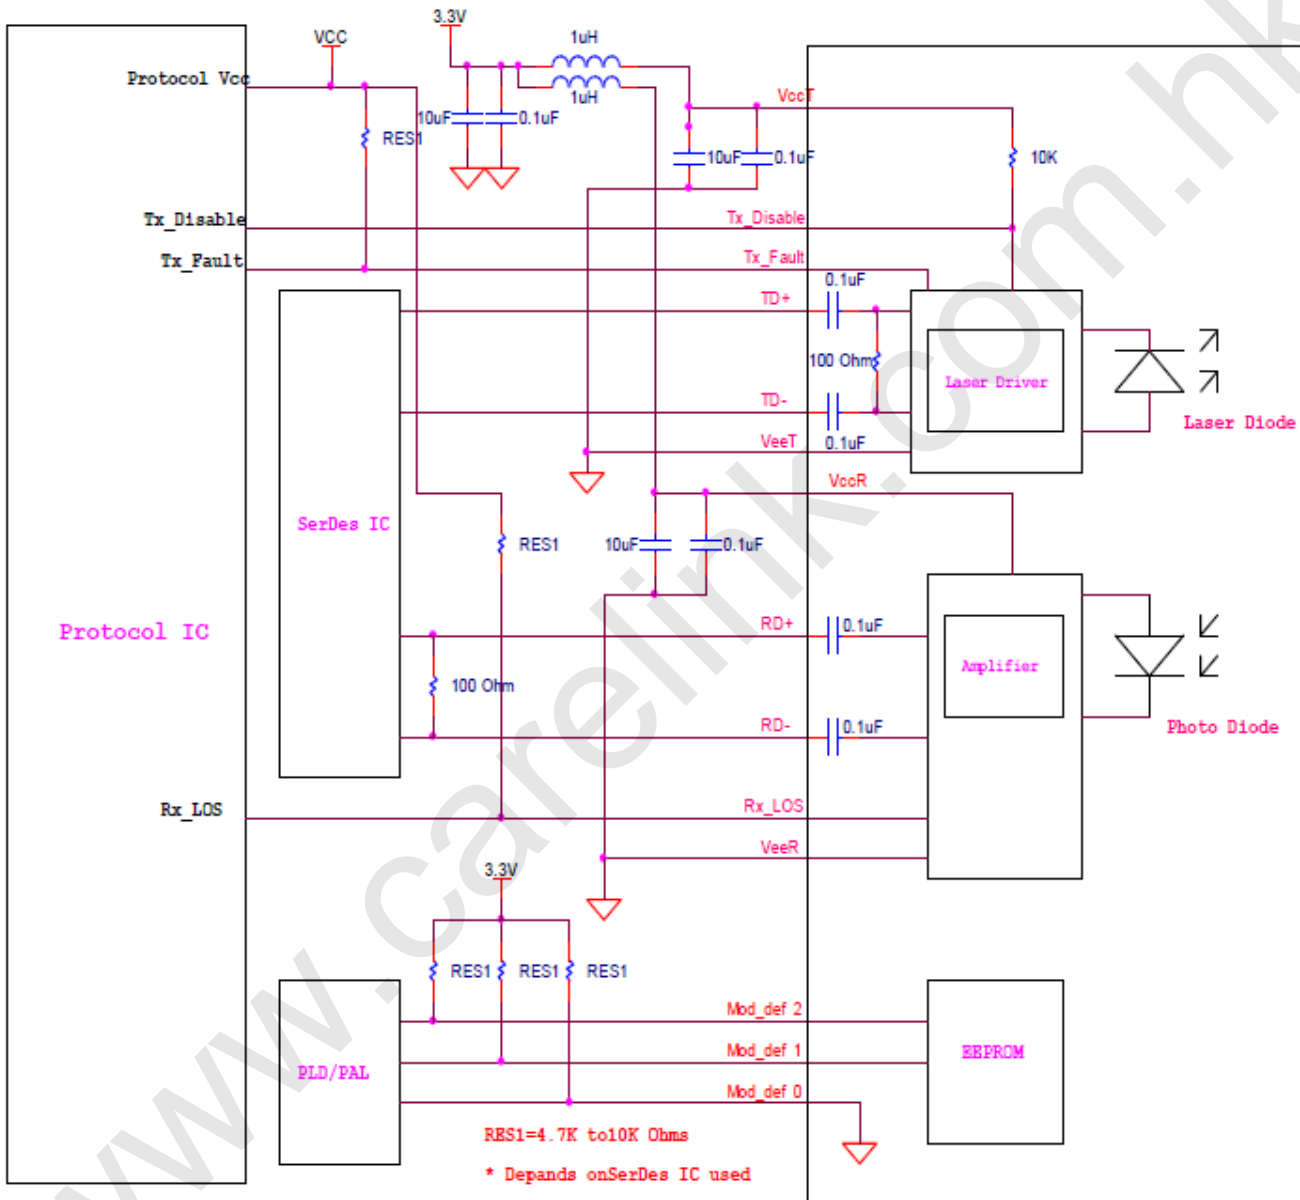 3.3V
VCC
1uH
Protocol Vcc
1uH
VccT
10uF
0.1uF
RES1
10uF
0.1uF
10K
Tx_Disable
Tx_Disable
Tx_Fault
Tx_Fault
0.1uF
TD+
100 Ohm
Laser Driver
TD-
Laser Diode
VeeT
0.1uF
VccR
SerDes IC
RES1
10uF
0.1uF
Protocol IC
RD+
0.1uF
Amplifier
100 Ohm
RD-
0.1uF
Photo Diode
Rx_LOS
Rx_LOS
VeeR
3.3V
RES1
RES1
RES1
Mod_def 2
Mod_def 1
EEPROM
PLD/PAL
Mod_def 0
RES1=4.7K to10K Ohms
* Depands onSerDes IC used
www.carelink.com.hk